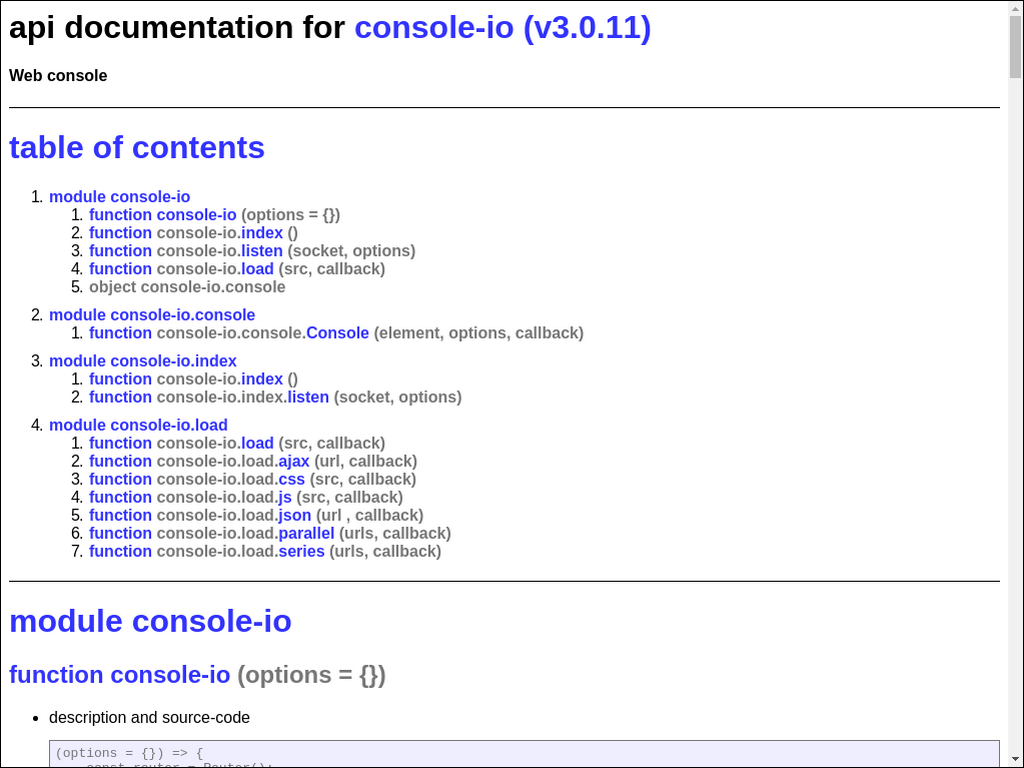 api documentation for console-io (v3.0.11)
Web console
table of contents
1. module console-io
1. function console-io (options = {})
2. function console-io.index ()
3. function console-io.listen (socket, options)
4. function console-io.load (src, callback)
5. object console-io.console
2. module console-io.console
1. function console-io.console.Console (element, options, callback)
3. module console-io.index
1. function console-io.index ()
2. function console-io.index.listen (socket, options)
4. module console-io.load
1. function console-io.load (src, callback)
2. function console-io.load.ajax (url, callback)
3. function console-io.load.css (src, callback)
4. function console-io.load.js (src, callback)
5. function console-io.load.json (url , callback)
6. function console-io.load.parallel (urls, callback)
7. function console-io.load.series (urls, callback)
module console-io
function console-io (options = {})
• description and source-code
(options = {}) => {
const router = Router();